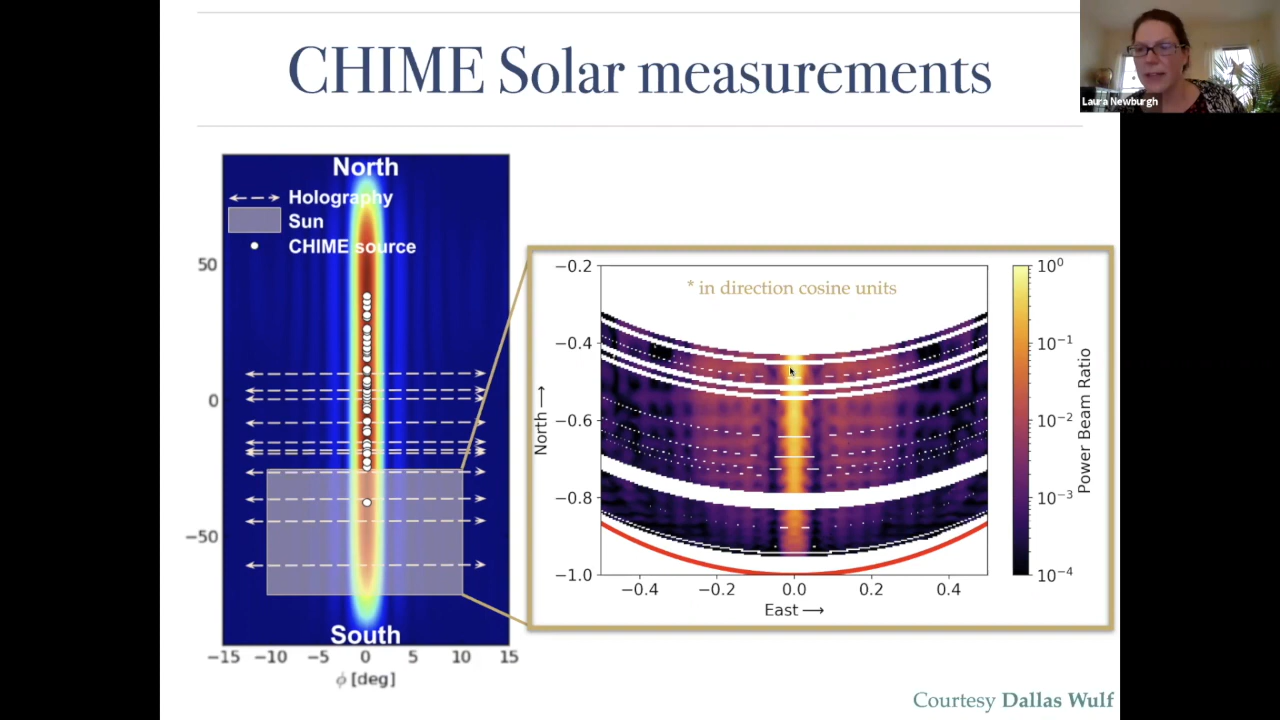 CHIME Solar measurements
Laura Newburgh
North
Holography
Sun
CHIME source
50
0
−50
South
−15 −10 −5 0 5 10 15
ϕ [deg]
* in direction cosine units
−0.2
−0.4
−0.6
−0.8
−1.0
North →
−0.4 −0.2 0.0 0.2 0.4
East →
10⁰
10⁻¹
10⁻²
10⁻³
10⁻⁴
Power Beam Ratio
Courtesy Dallas Wulf